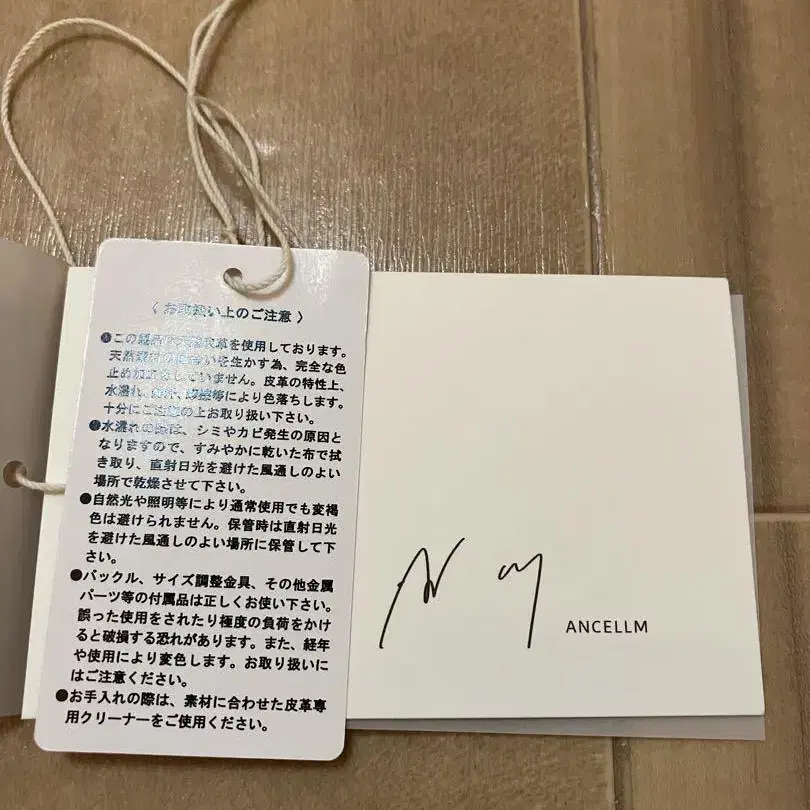 〈お取扱い上のご注意〉
●この 皮革を使用しております。
天然 いを生かす為、完全な色
止め加工をしていません。皮革の特性上、
水濡れ、 等により色落ちします。
十分にご注意の上お取り扱い下さい。
●水濡れの際は、シミやカビ発生の原因と
なりますので、すみやかに乾いた布で拭
き取り、直射日光を避けた風通しのよい
場所で乾燥させて下さい。
●自然光や照明等により通常使用でも変褐
色は避けられません。保管時は直射日光
を避けた風通しのよい場所に保管して下
さい。
●バックル、サイズ調整金具、その他金属
パーツ等の付属品は正しくお使い下さい。
誤った使用をされたり極度の負荷をかけ
ると破損する恐れがあります。また、経年
や使用により変色します。お取り扱いに
はご注意ください。
●お手入れの際は、素材に合わせた皮革専
用クリーナーをご使用ください。
ANCELLM